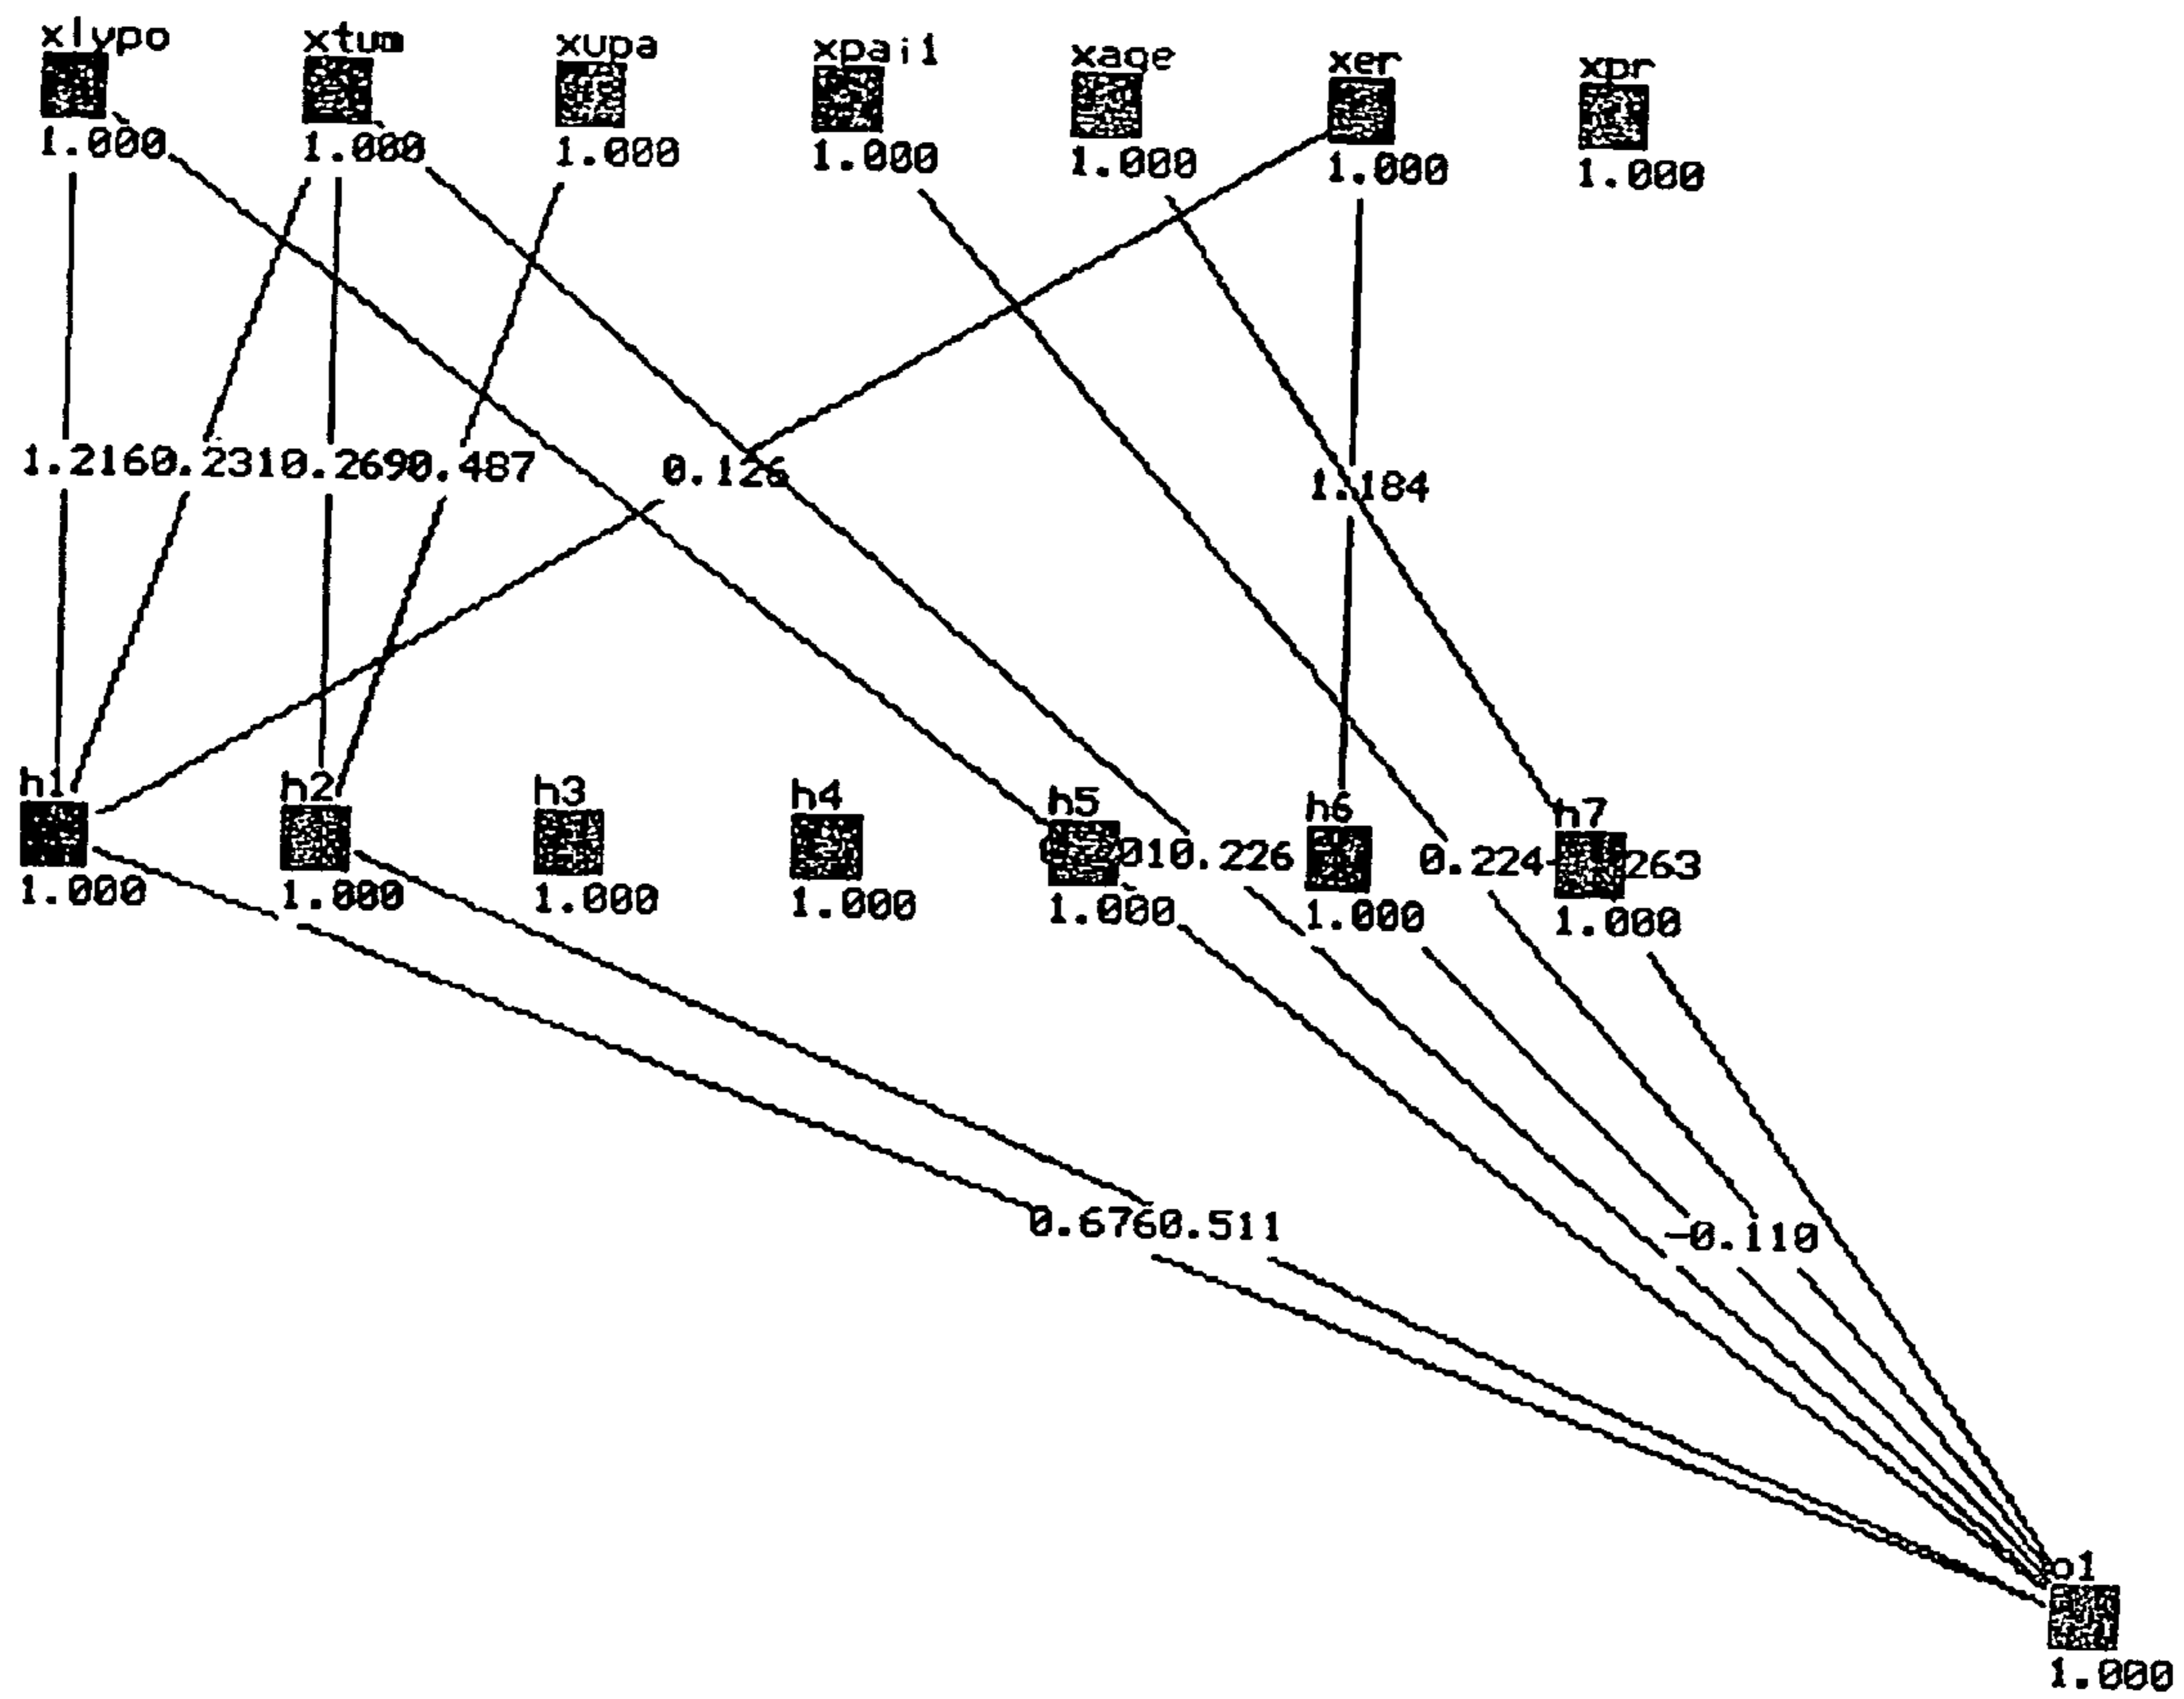 xlypo xtum xupa xpai1 xage xer xpr
1.000 1.000 1.000 1.000 1.000 1.000 1.000
1.2160.2310.2690.487 0.126 1.184
h1 h2 h3 h4 h5 h6 h7
010.226 0.224- 263
1.000 1.000 1.000 1.000 1.000 1.000 1.000
0.6760.511 -0.110
o1
1.000